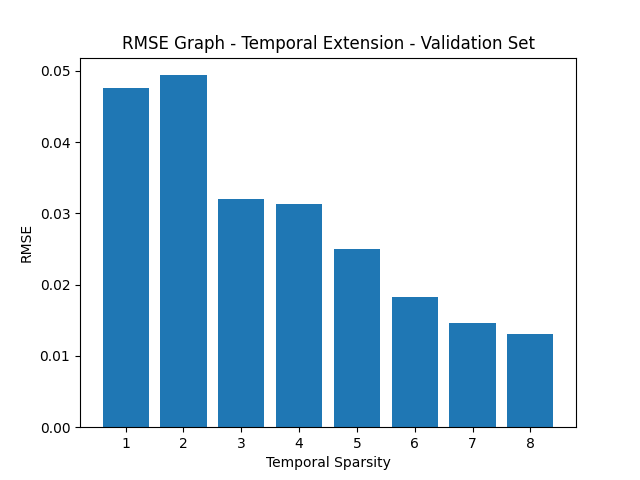 RMSE Graph - Temporal Extension - Validation Set
0.05
0.04
0.03
0.02
0.01
0.00
RMSE
1 2 3 4 5 6 7 8
Temporal Sparsity